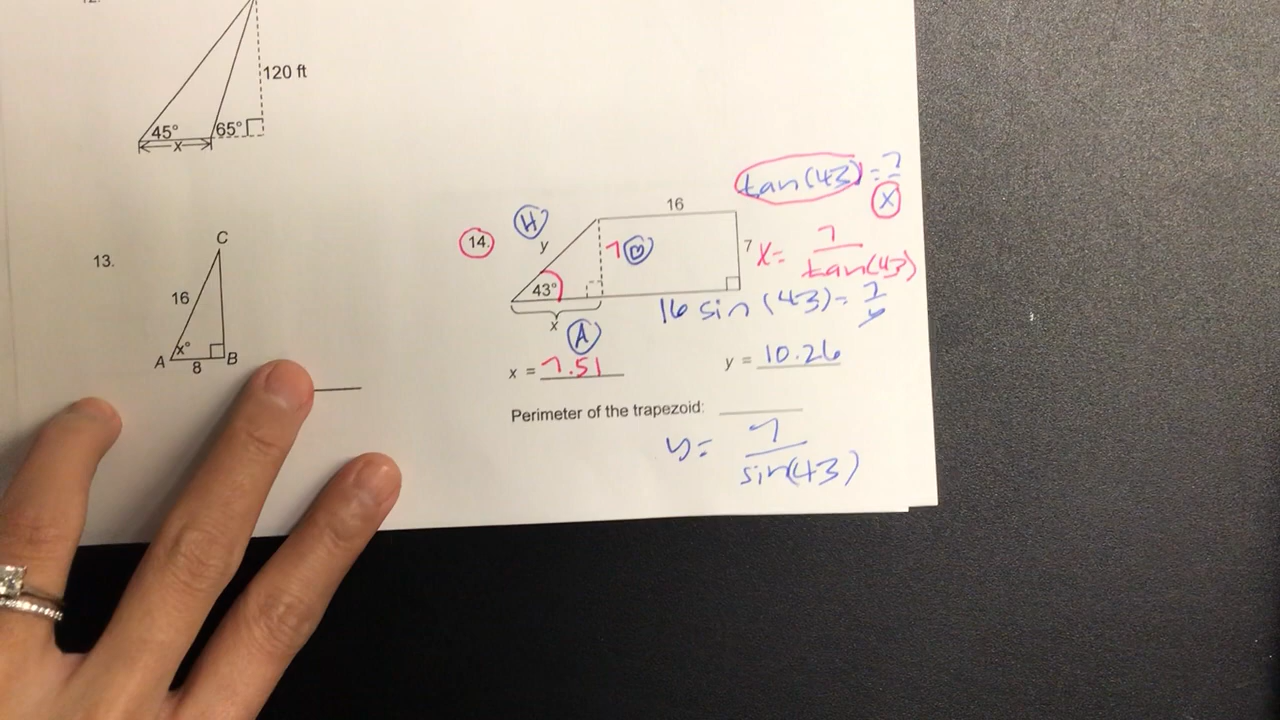 120 ft
45°
65°
x
tan(43) = 7/x
16
14.
H
y
7
O
7
x = 7/tan(43)
43°
16 sin(43) = 7/y
x
A
x = 7.51
y = 10.26
Perimeter of the trapezoid:
y = 7/sin(43)
13.
C
16
x°
A
B
8